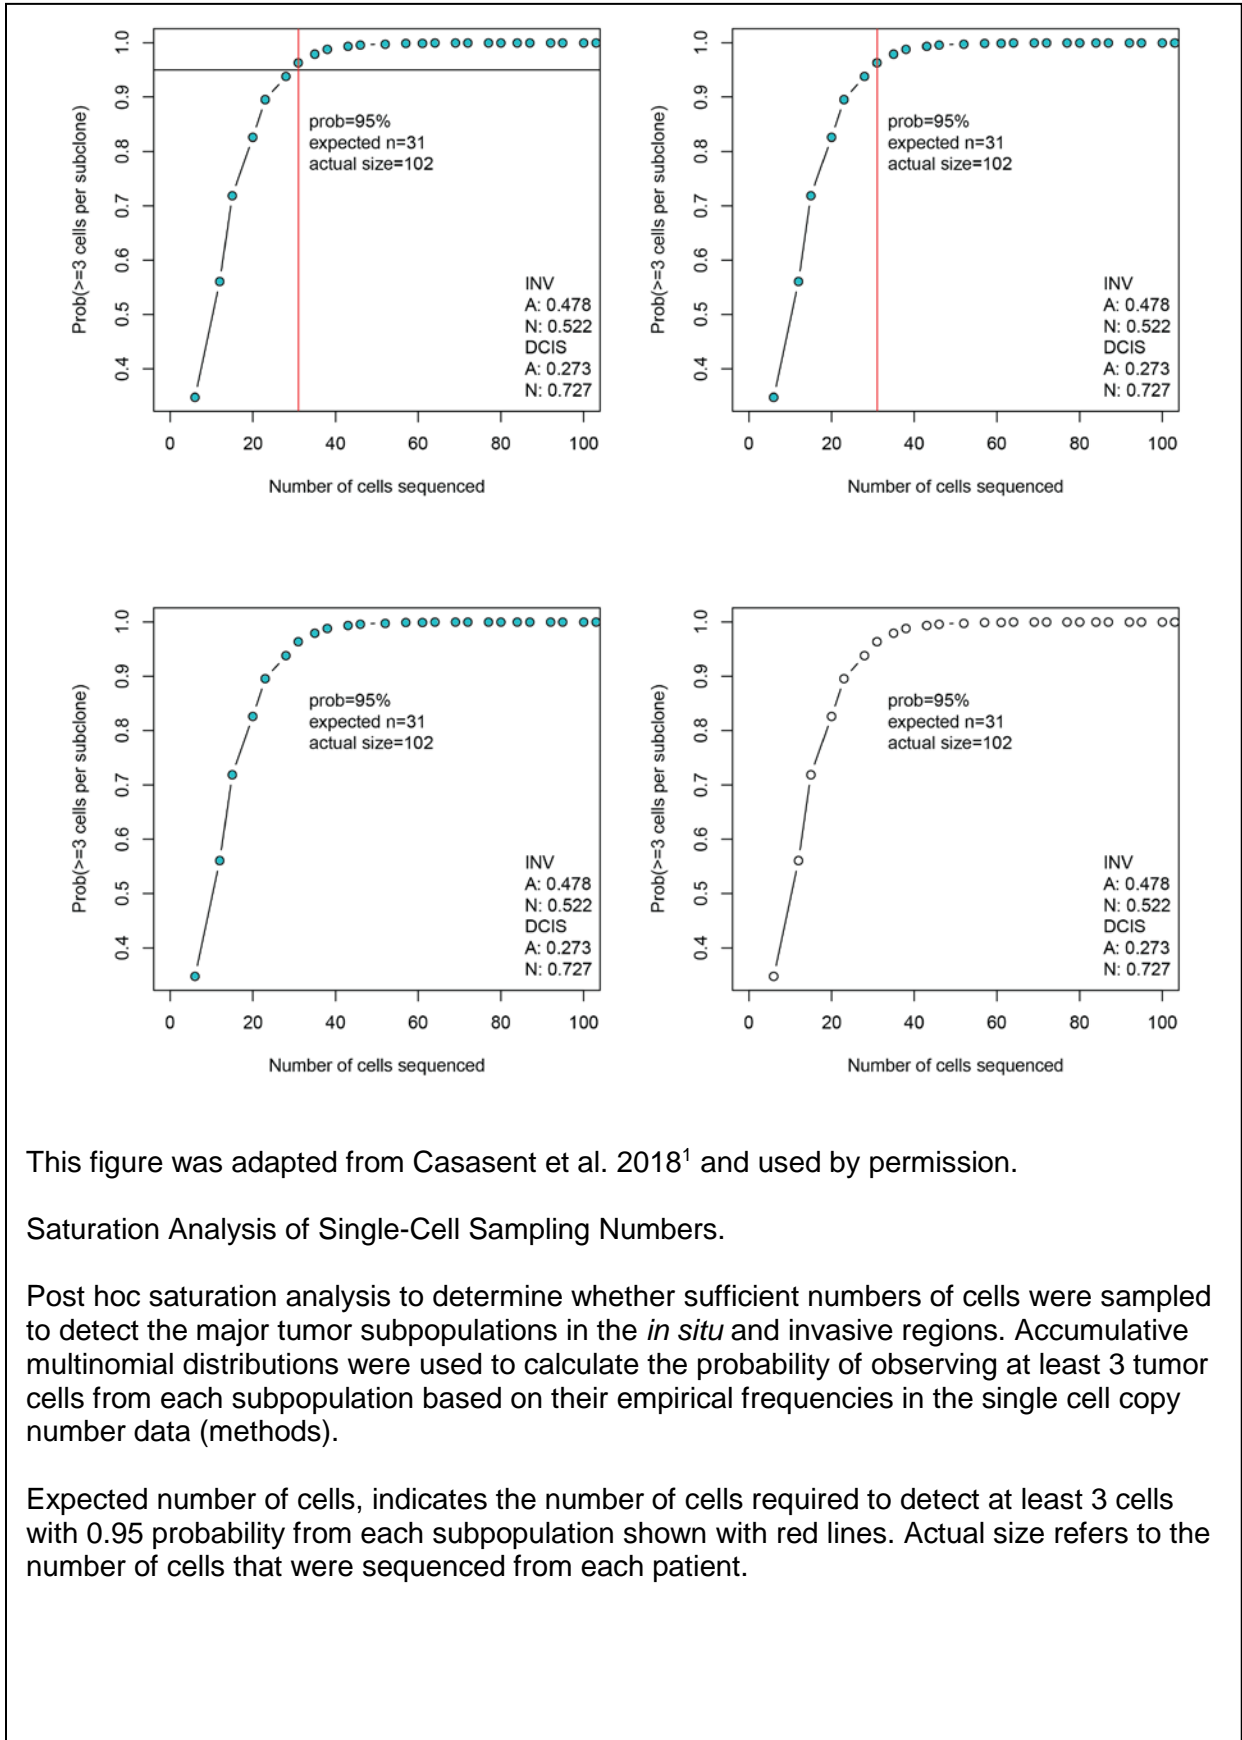 1.0
0.9
0.8
0.7
0.6
0.5
0.4
Prob(>=3 cells per subclone)
prob=95%
expected n=31
actual size=102
INV
A: 0.478
N: 0.522
DCIS
A: 0.273
N: 0.727
0 20 40 60 80 100
Number of cells sequenced
1.0
0.9
0.8
0.7
0.6
0.5
0.4
Prob(>=3 cells per subclone)
prob=95%
expected n=31
actual size=102
INV
A: 0.478
N: 0.522
DCIS
A: 0.273
N: 0.727
0 20 40 60 80 100
Number of cells sequenced
1.0
0.9
0.8
0.7
0.6
0.5
0.4
Prob(>=3 cells per subclone)
prob=95%
expected n=31
actual size=102
INV
A: 0.478
N: 0.522
DCIS
A: 0.273
N: 0.727
0 20 40 60 80 100
Number of cells sequenced
1.0
0.9
0.8
0.7
0.6
0.5
0.4
Prob(>=3 cells per subclone)
prob=95%
expected n=31
actual size=102
INV
A: 0.478
N: 0.522
DCIS
A: 0.273
N: 0.727
0 20 40 60 80 100
Number of cells sequenced
This figure was adapted from Casasent et al. 2018¹ and used by permission.
Saturation Analysis of Single-Cell Sampling Numbers.
Post hoc saturation analysis to determine whether sufficient numbers of cells were sampled
to detect the major tumor subpopulations in the in situ and invasive regions. Accumulative
multinomial distributions were used to calculate the probability of observing at least 3 tumor
cells from each subpopulation based on their empirical frequencies in the single cell copy
number data (methods).
Expected number of cells, indicates the number of cells required to detect at least 3 cells
with 0.95 probability from each subpopulation shown with red lines. Actual size refers to the
number of cells that were sequenced from each patient.